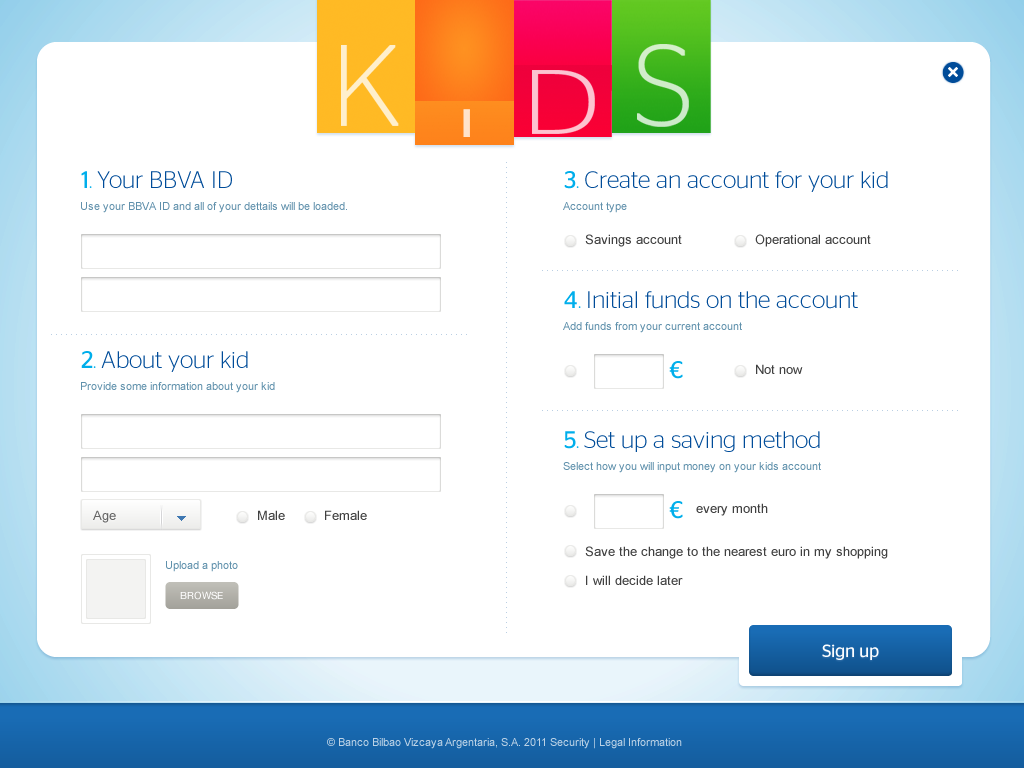 KiDS
1. Your BBVA ID
Use your BBVA ID and all of your dettails will be loaded.
2. About your kid
Provide some information about your kid
Age
Male
Female
Upload a photo
BROWSE
3. Create an account for your kid
Account type
Savings account
Operational account
4. Initial funds on the account
Add funds from your current account
€
Not now
5. Set up a saving method
Select how you will input money on your kids account
€ every month
Save the change to the nearest euro in my shopping
I will decide later
Sign up
© Banco Bilbao Vizcaya Argentaria, S.A. 2011 Security | Legal Information